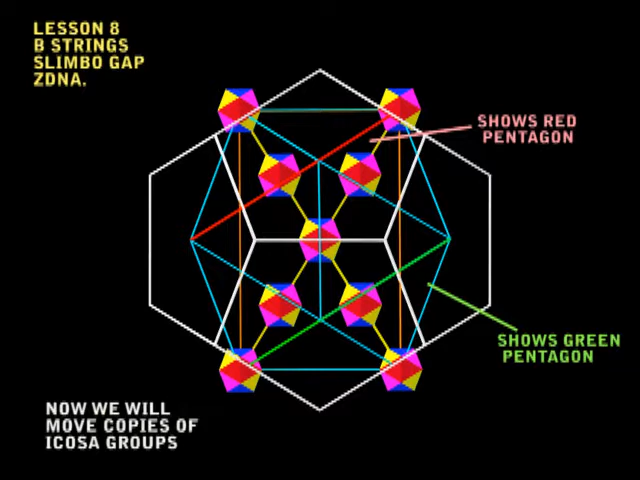 LESSON 8
B STRINGS
SLIMBO GAP
ZDNA.
SHOWS RED
PENTAGON
SHOWS GREEN
PENTAGON
NOW WE WILL
MOVE COPIES OF
ICOSA GROUPS